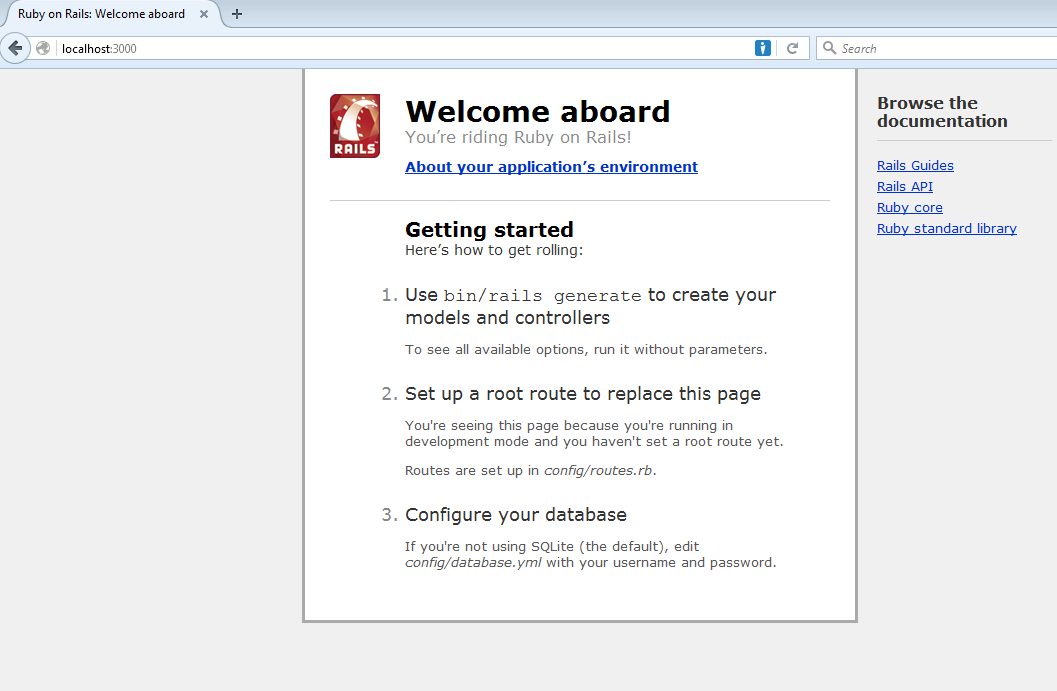 Ruby on Rails: Welcome aboard
localhost:3000
Search
RAILS
Welcome aboard
You’re riding Ruby on Rails!
About your application’s environment
Getting started
Here’s how to get rolling:
1. Use bin/rails generate to create your
models and controllers
To see all available options, run it without parameters.
2. Set up a root route to replace this page
You're seeing this page because you're running in
development mode and you haven't set a root route yet.
Routes are set up in config/routes.rb.
3. Configure your database
If you're not using SQLite (the default), edit
config/database.yml with your username and password.
Browse the
documentation
Rails Guides
Rails API
Ruby core
Ruby standard library